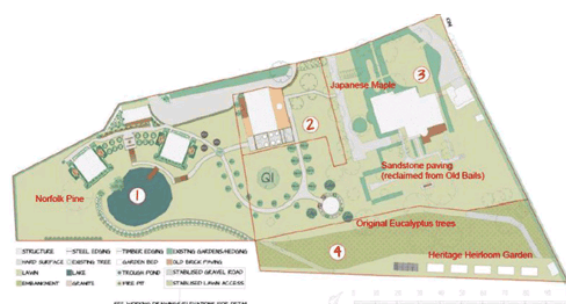 Japanese Maple
3
2
Norfolk Pine
1
G1
Sandstone paving
(reclaimed from Old Bails)
Original Eucalyptus trees
4
Heritage Heirloom Garden
STRUCTURE
STEEL EDGING
TIMBER EDGING
EXISTING GARDENS/HEDGING
HARD SURFACE
EXISTING TREE
GARDEN BED
OLD BRICK PAVING
LAWN
LAKE
TROUGH POND
STABILISED GRAVEL ROAD
EMBANKMENT
GRANITE
FIRE PIT
STABILISED LAWN ACCESS